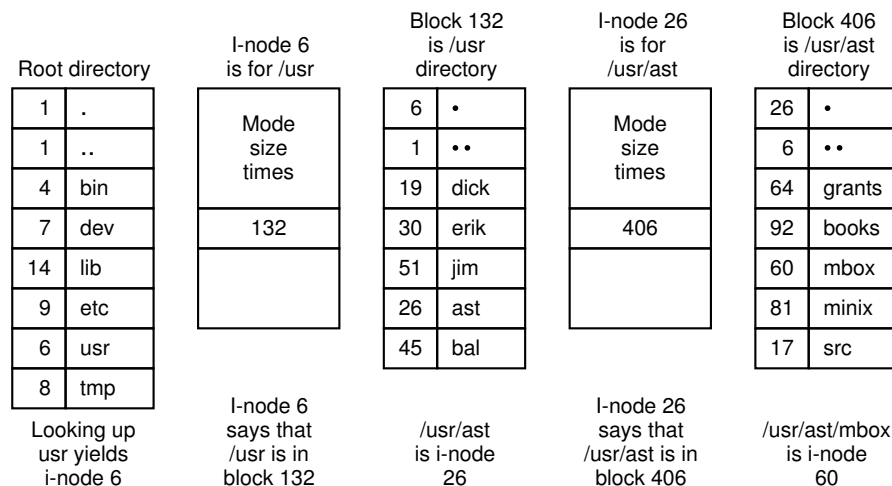 Root directory
1 .
1 ..
4 bin
7 dev
14 lib
9 etc
6 usr
8 tmp
Looking up
usr yields
i-node 6
I-node 6
is for /usr
Mode
size
times
132
I-node 6
says that
/usr is in
block 132
Block 132
is /usr
directory
6 •
1 ••
19 dick
30 erik
51 jim
26 ast
45 bal
/usr/ast
is i-node
26
I-node 26
is for
/usr/ast
Mode
size
times
406
I-node 26
says that
/usr/ast is in
block 406
Block 406
is /usr/ast
directory
26 •
6 ••
64 grants
92 books
60 mbox
81 minix
17 src
/usr/ast/mbox
is i-node
60